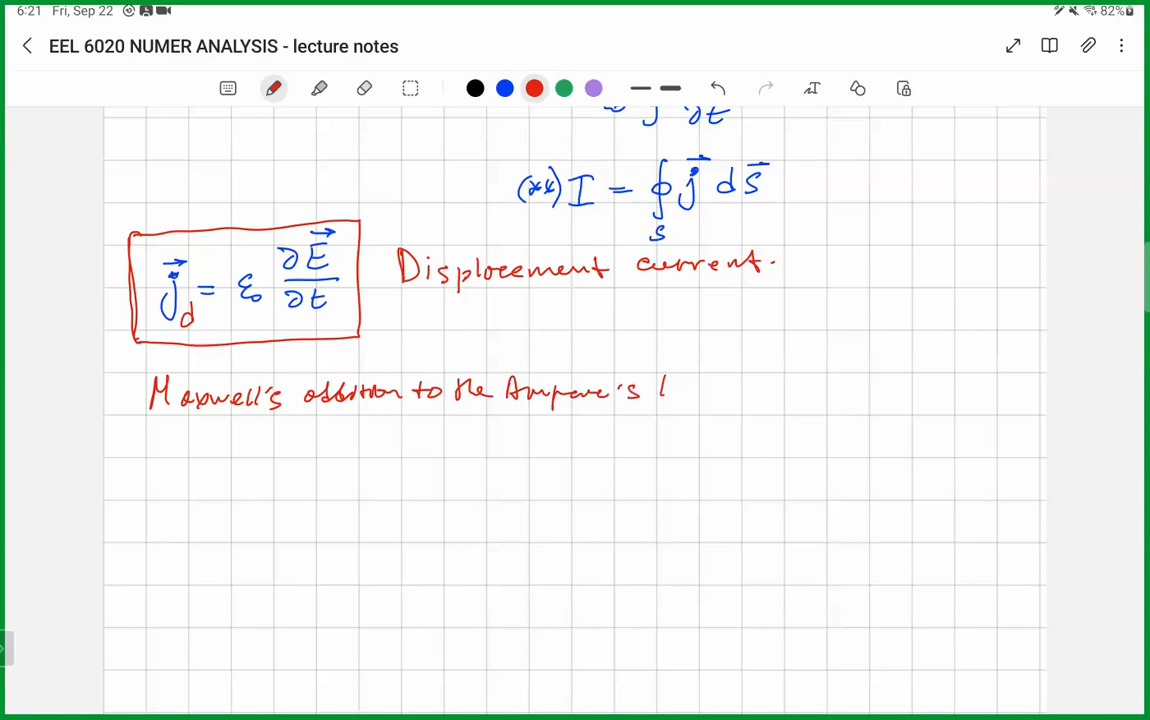 6:21 Fri, Sep 22 82%
EEL 6020 NUMER ANALYSIS - lecture notes
∂t
(**) I = ∮ j⃗ ds⃗
s
j⃗d = ε₀ ∂E⃗/∂t Displacement current.
Maxwell's addition to the Ampere's l